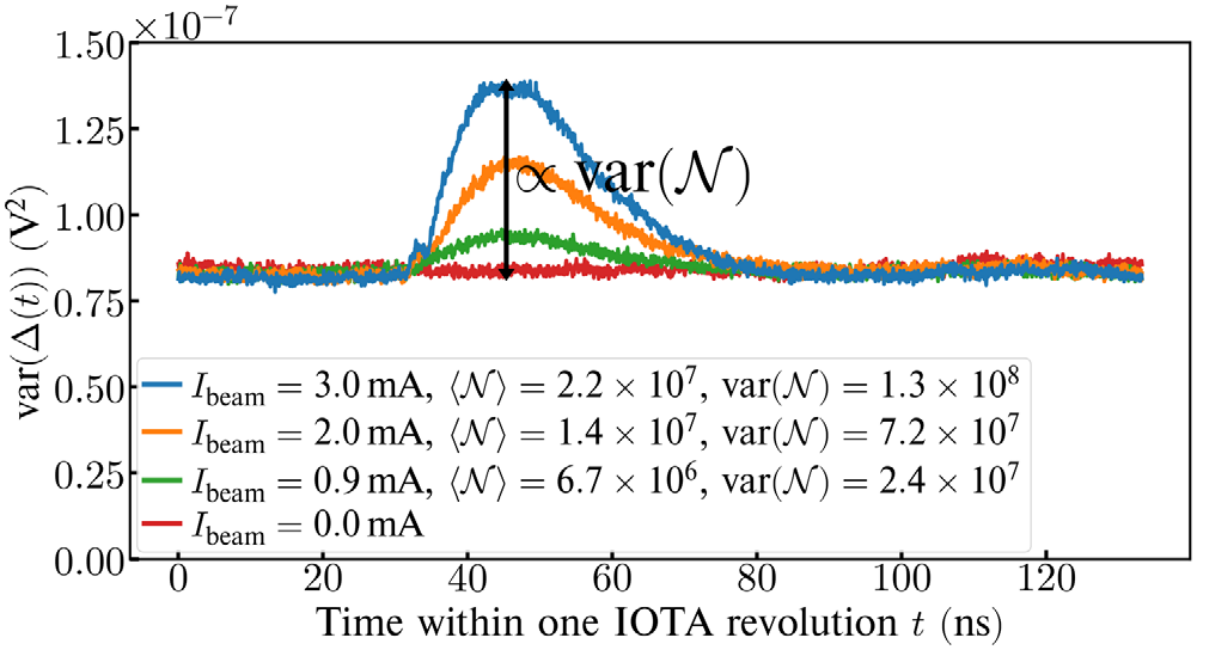 ×10⁻⁷
1.50
1.25
1.00
0.75
0.50
0.25
0.00
var(Δ(t)) (V²)
∝ var(𝒩)
I_beam = 3.0 mA, ⟨𝒩⟩ = 2.2 × 10⁷, var(𝒩) = 1.3 × 10⁸
I_beam = 2.0 mA, ⟨𝒩⟩ = 1.4 × 10⁷, var(𝒩) = 7.2 × 10⁷
I_beam = 0.9 mA, ⟨𝒩⟩ = 6.7 × 10⁶, var(𝒩) = 2.4 × 10⁷
I_beam = 0.0 mA
0 20 40 60 80 100 120
Time within one IOTA revolution t (ns)